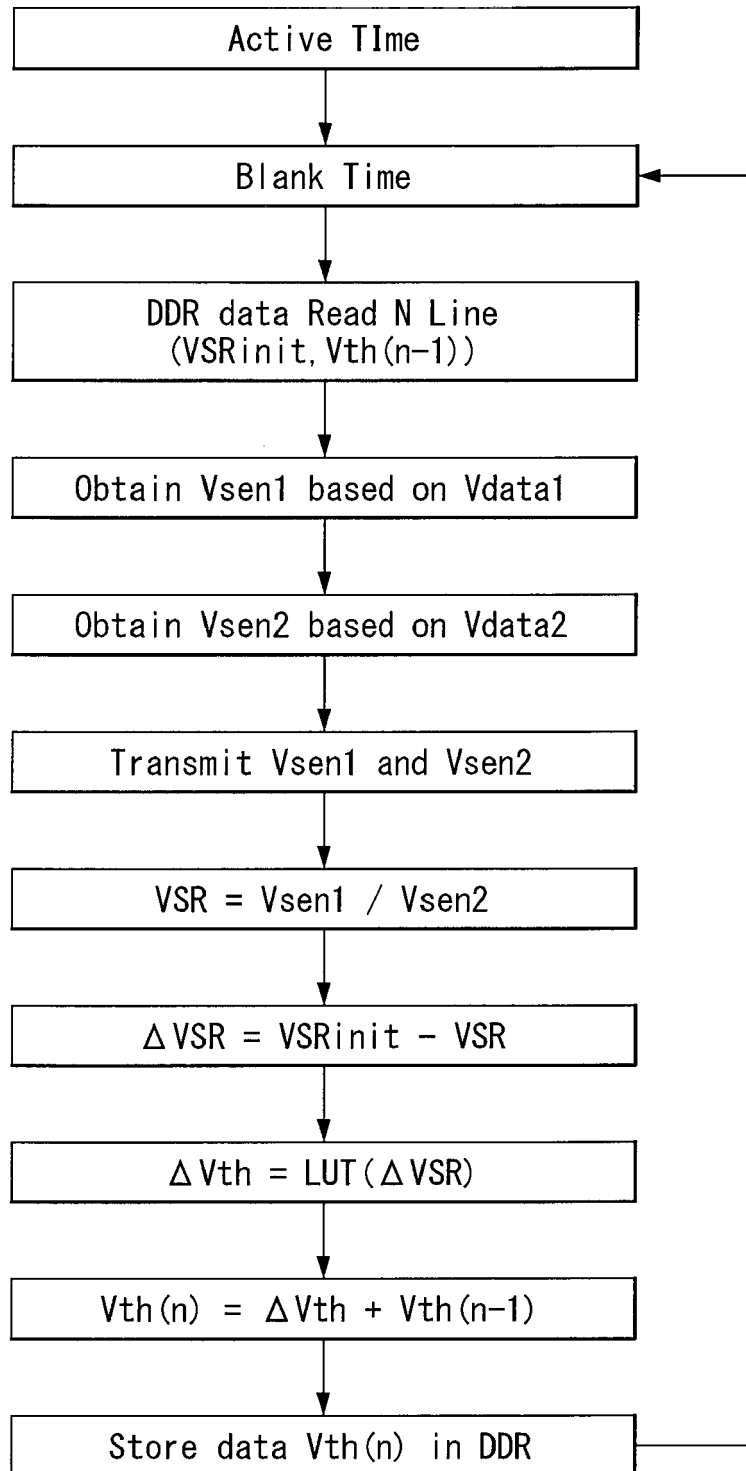 Active TIme
Blank Time
DDR data Read N Line
(VSRinit,Vth(n-1))
Obtain Vsen1 based on Vdata1
Obtain Vsen2 based on Vdata2
Transmit Vsen1 and Vsen2
VSR = Vsen1 / Vsen2
ΔVSR = VSRinit - VSR
ΔVth = LUT(ΔVSR)
Vth(n) = ΔVth + Vth(n-1)
Store data Vth(n) in DDR